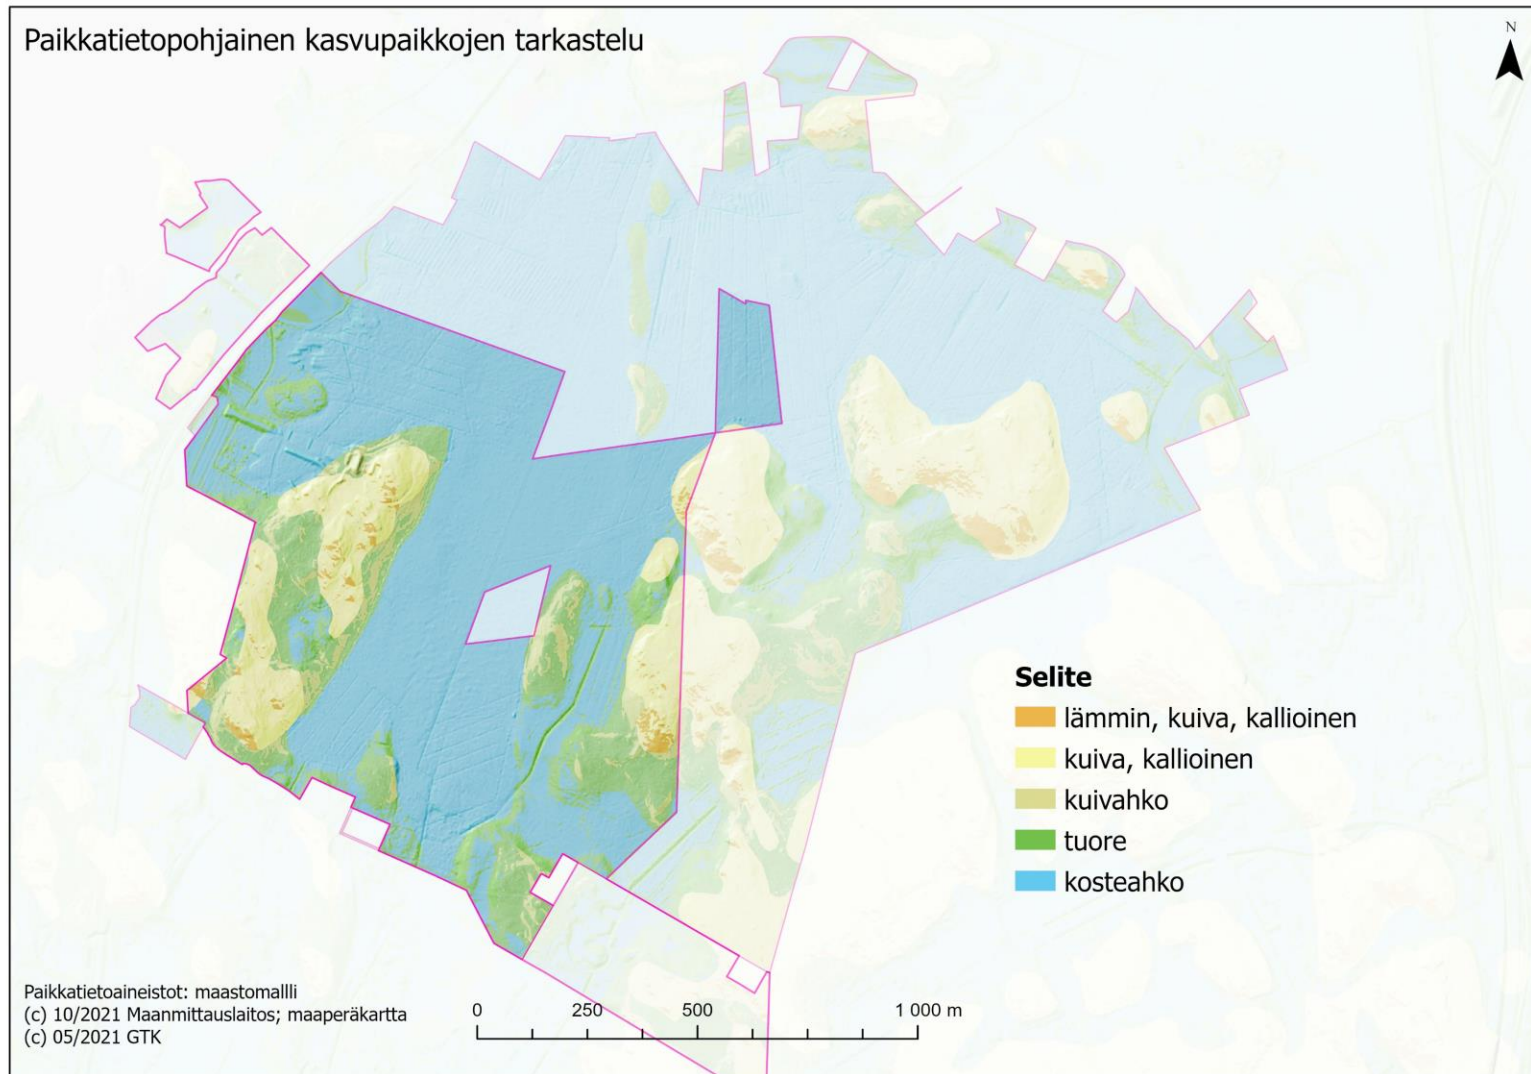 Paikkatietopohjainen kasvupaikkojen tarkastelu
N
Selite
lämmin, kuiva, kallioinen
kuiva, kallioinen
kuivahko
tuore
kosteahko
Paikkatietoaineistot: maastomallli
(c) 10/2021 Maanmittauslaitos; maaperäkartta
(c) 05/2021 GTK
0 250 500 1 000 m